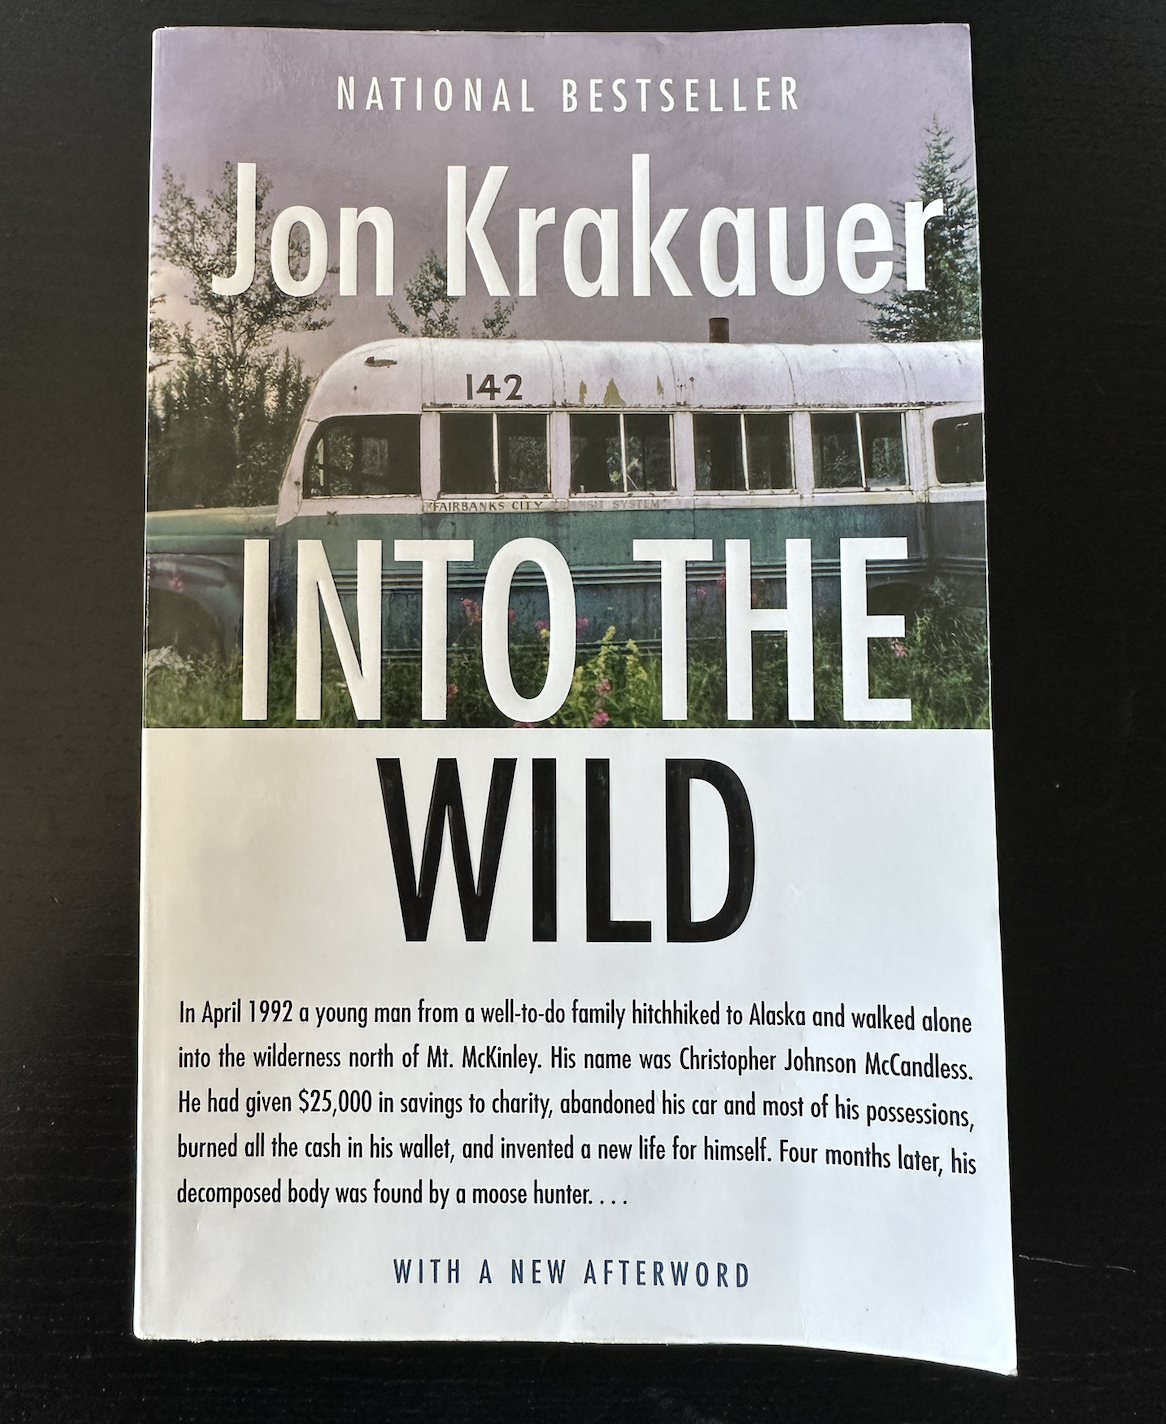 NATIONAL BESTSELLER
Jon Krakauer
142
FAIRBANKS CITY TRANSIT SYSTEM
INTO THE
WILD
In April 1992 a young man from a well-to-do family hitchhiked to Alaska and walked alone
into the wilderness north of Mt. McKinley. His name was Christopher Johnson McCandless.
He had given $25,000 in savings to charity, abandoned his car and most of his possessions,
burned all the cash in his wallet, and invented a new life for himself. Four months later, his
decomposed body was found by a moose hunter. . . .
WITH A NEW AFTERWORD